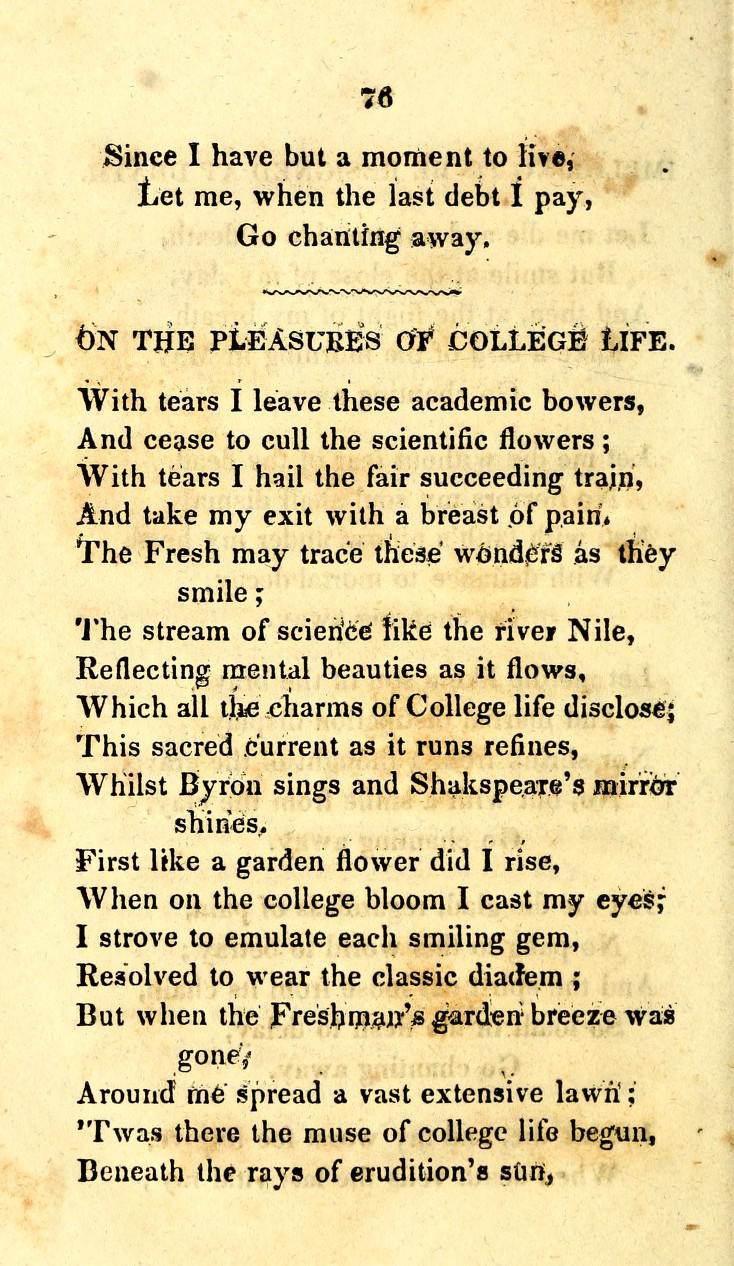 76
Since I have but a moment to live,
Let me, when the last debt I pay,
Go chanting away.
ON THE PLEASURES OF COLLEGE LIFE.
With tears I leave these academic bowers,
And cease to cull the scientific flowers;
With tears I hail the fair succeeding train,
And take my exit with a breast of pain.
The Fresh may trace these wonders as they
smile;
The stream of science like the river Nile,
Reflecting mental beauties as it flows,
Which all the charms of College life disclose;
This sacred current as it runs refines,
Whilst Byron sings and Shakspeare's mirror
shines.
First like a garden flower did I rise,
When on the college bloom I cast my eyes;
I strove to emulate each smiling gem,
Resolved to wear the classic diadem;
But when the Freshman's garden breeze was
gone,
Around me spread a vast extensive lawn;
'Twas there the muse of college life begun,
Beneath the rays of erudition's sun,